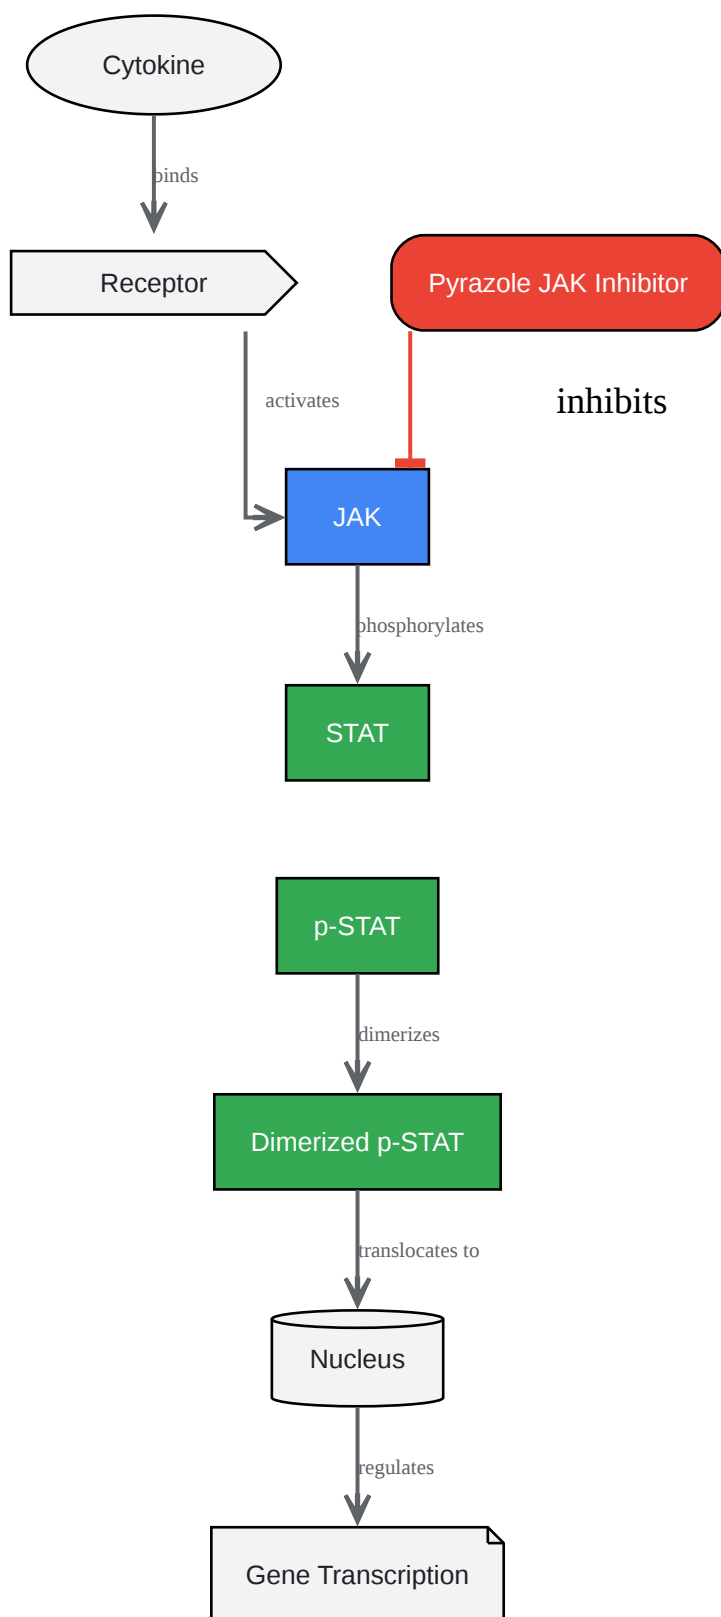 Cytokine
binds
Receptor
Pyrazole JAK Inhibitor
activates
inhibits
JAK
phosphorylates
STAT
p-STAT
dimerizes
Dimerized p-STAT
translocates to
Nucleus
regulates
Gene Transcription